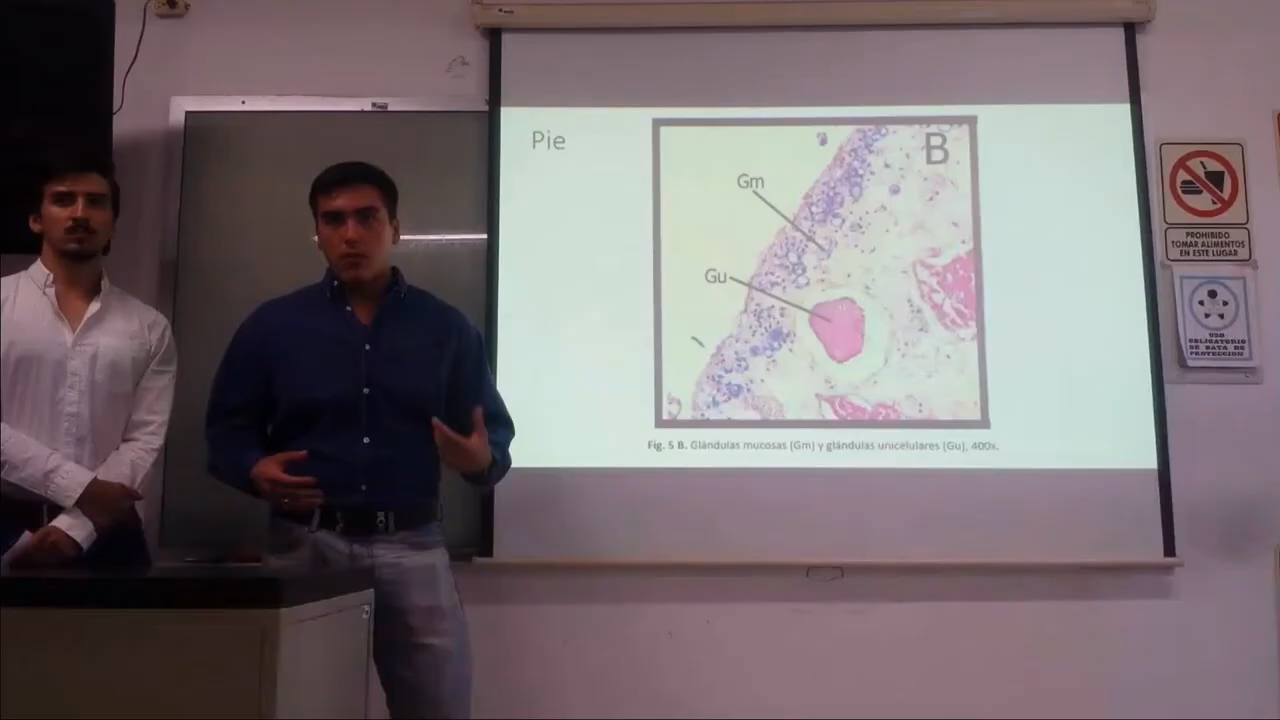 Pie
B
Gm
Gu
Fig. 5 B. Glándulas mucosas (Gm) y glándulas unicelulares (Gu), 400x.
PROHIBIDO
TOMAR ALIMENTOS
EN ESTE LUGAR
USO
OBLIGATORIO
DE BATA DE
PROTECCION